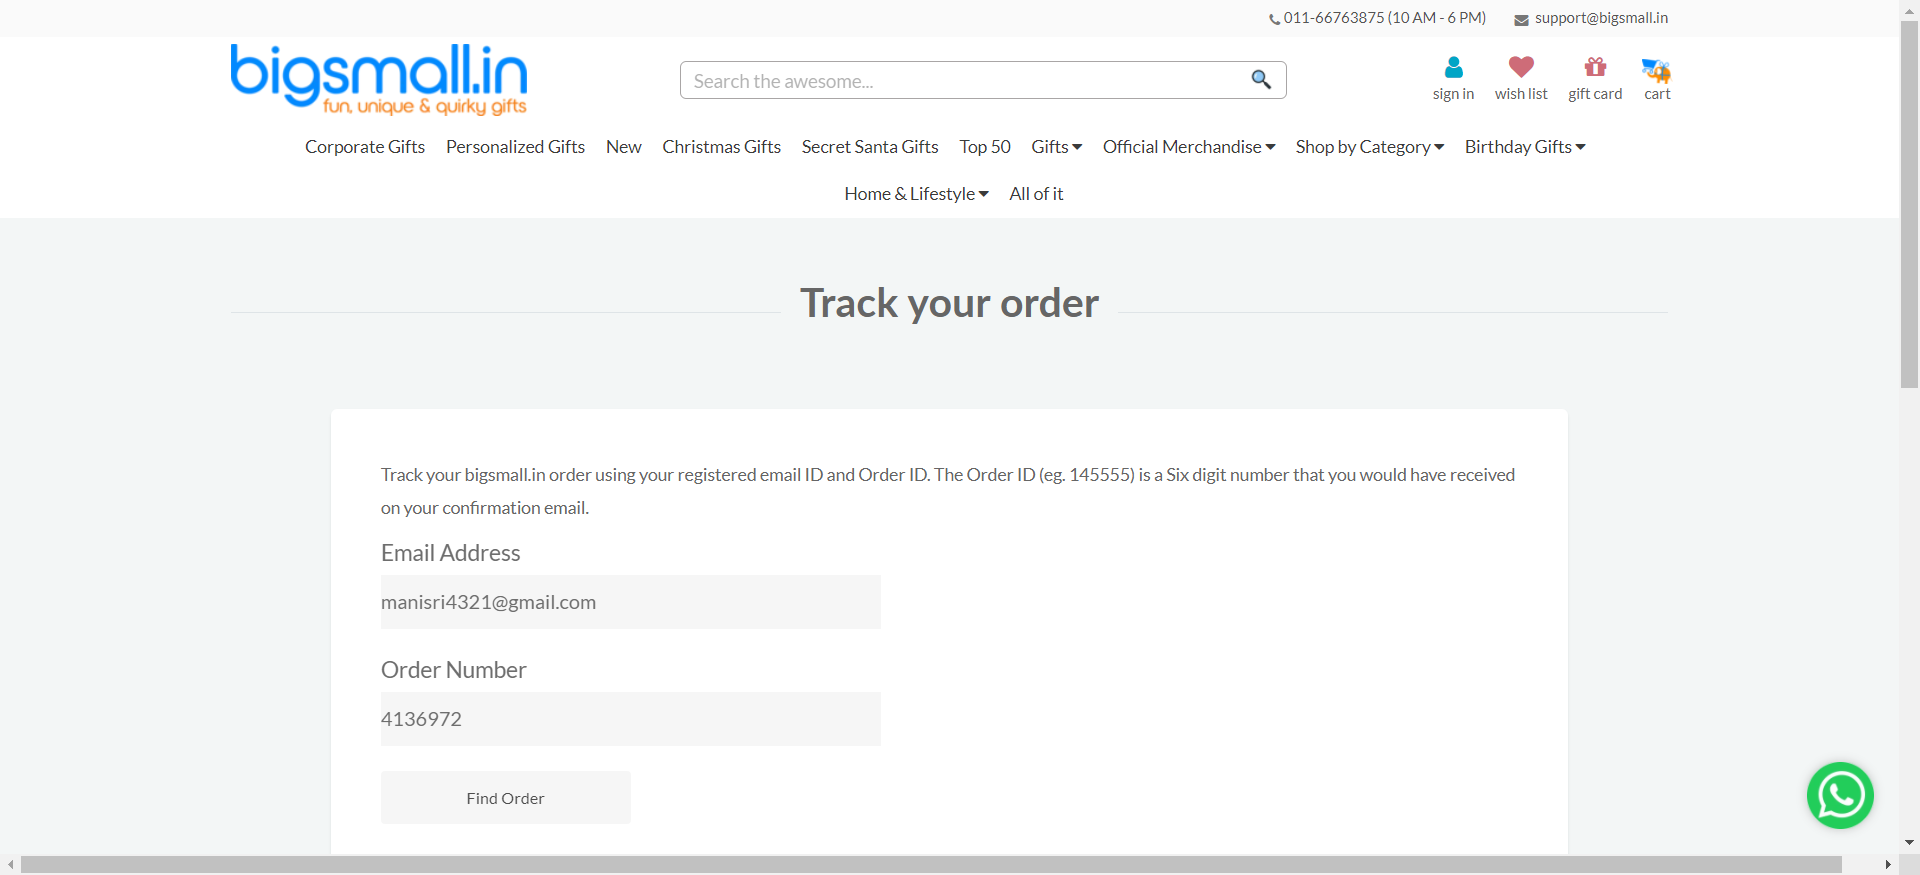 011-66763875 (10 AM - 6 PM) support@bigsmall.in
bigsmall.in
fun, unique & quirky gifts
Search the awesome...
sign in wish list gift card cart
Corporate Gifts Personalized Gifts New Christmas Gifts Secret Santa Gifts Top 50 Gifts Official Merchandise Shop by Category Birthday Gifts
Home & Lifestyle All of it
Track your order
Track your bigsmall.in order using your registered email ID and Order ID. The Order ID (eg. 145555) is a Six digit number that you would have received
on your confirmation email.
Email Address
manisri4321@gmail.com
Order Number
4136972
Find Order